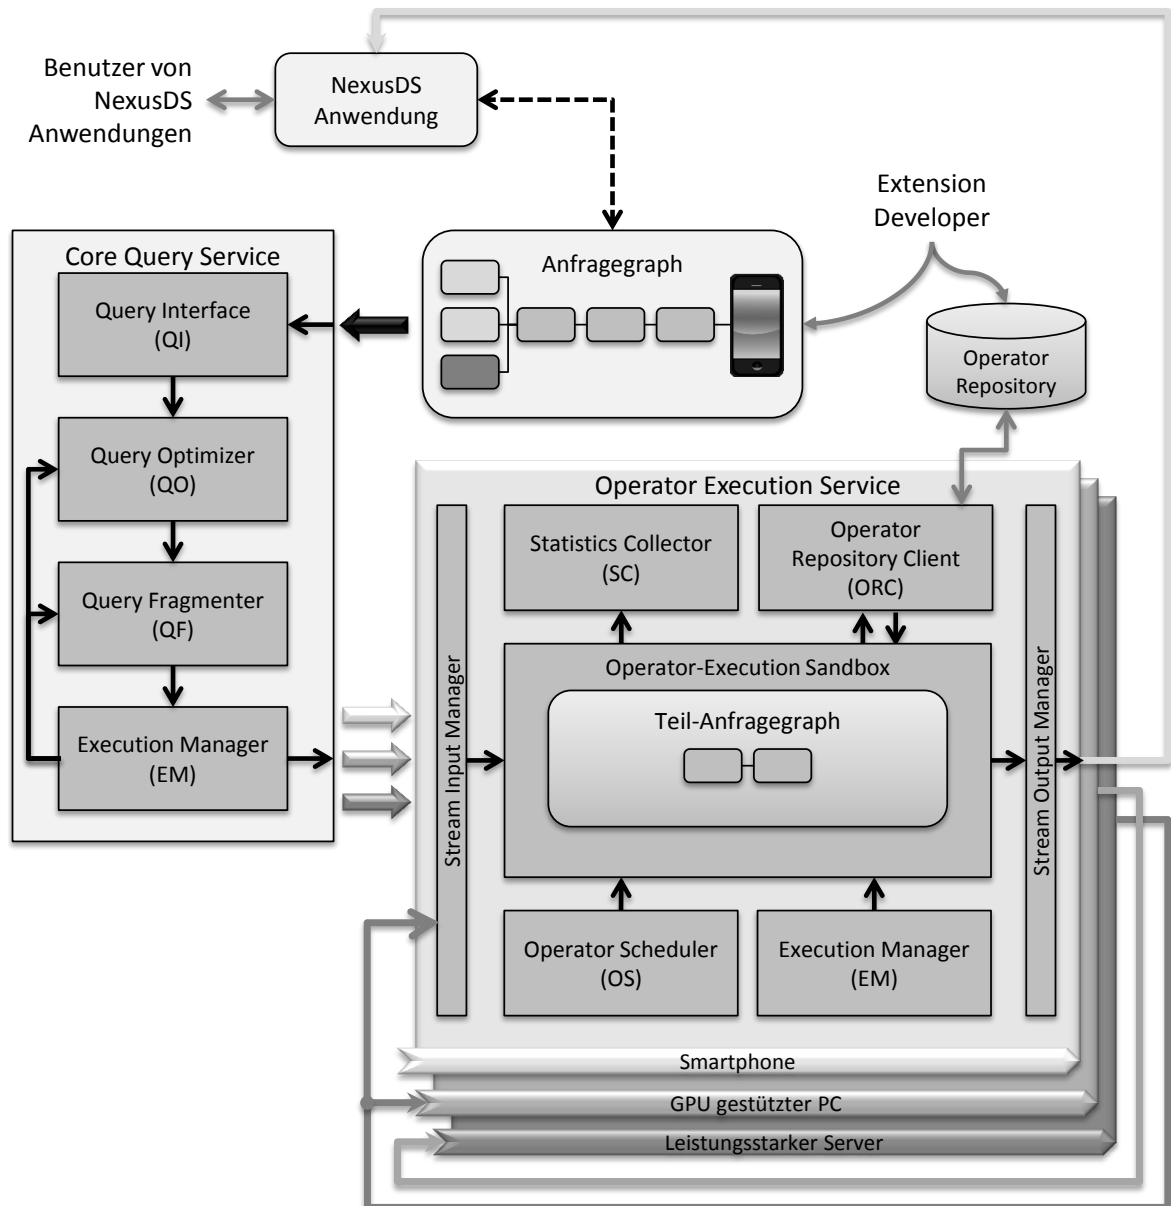 Benutzer von
NexusDS
Anwendungen
NexusDS
Anwendung
Extension
Developer
Core Query Service
Query Interface
(QI)
Query Optimizer
(QO)
Query Fragmenter
(QF)
Execution Manager
(EM)
Anfragegraph
Operator
Repository
Operator Execution Service
Stream Input Manager
Statistics Collector
(SC)
Operator
Repository Client
(ORC)
Operator-Execution Sandbox
Teil-Anfragegraph
Operator Scheduler
(OS)
Execution Manager
(EM)
Stream Output Manager
Smartphone
GPU gestützter PC
Leistungsstarker Server